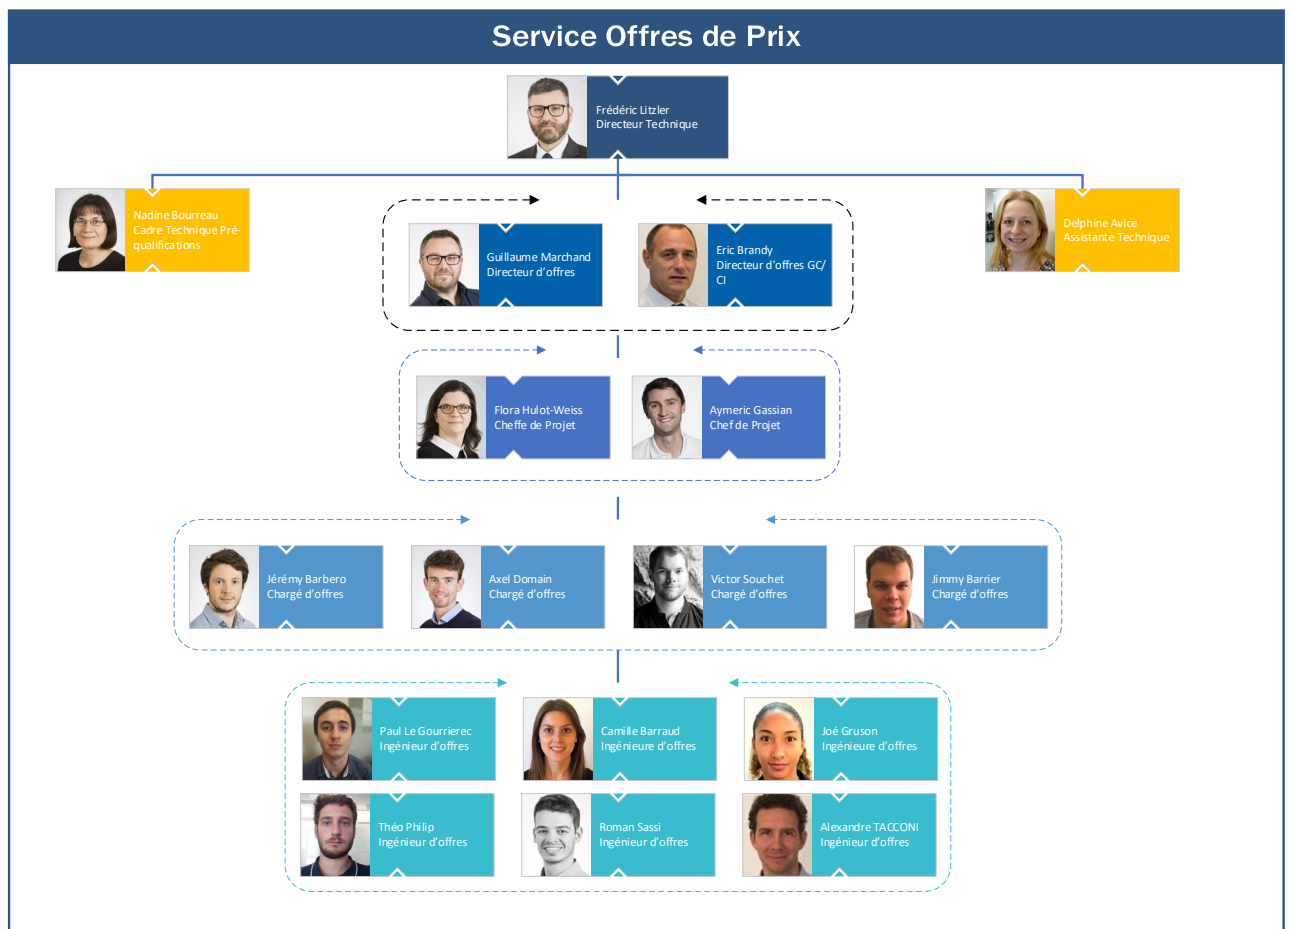 Service Offres de Prix
Frédéric Litzler
Directeur Technique
Nadine Bourreau
Cadre Technique Pré-
qualifications
Guillaume Marchand
Directeur d'offres
Eric Brandy
Directeur d'offres GC/
CI
Delphine Avice
Assistante Technique
Flora Hulot-Weiss
Cheffe de Projet
Aymeric Gassian
Chef de Projet
Jérémy Barbero
Chargé d'offres
Axel Domain
Chargé d'offres
Victor Souchet
Chargé d'offres
Jimmy Barrier
Chargé d'offres
Paul Le Gourrierec
Ingénieur d'offres
Camille Barraud
Ingénieure d'offres
Joé Gruson
Ingénieure d'offres
Théo Philip
Ingénieur d'offres
Roman Sassi
Ingénieur d'offres
Alexandre TACCONI
Ingénieur d'offres